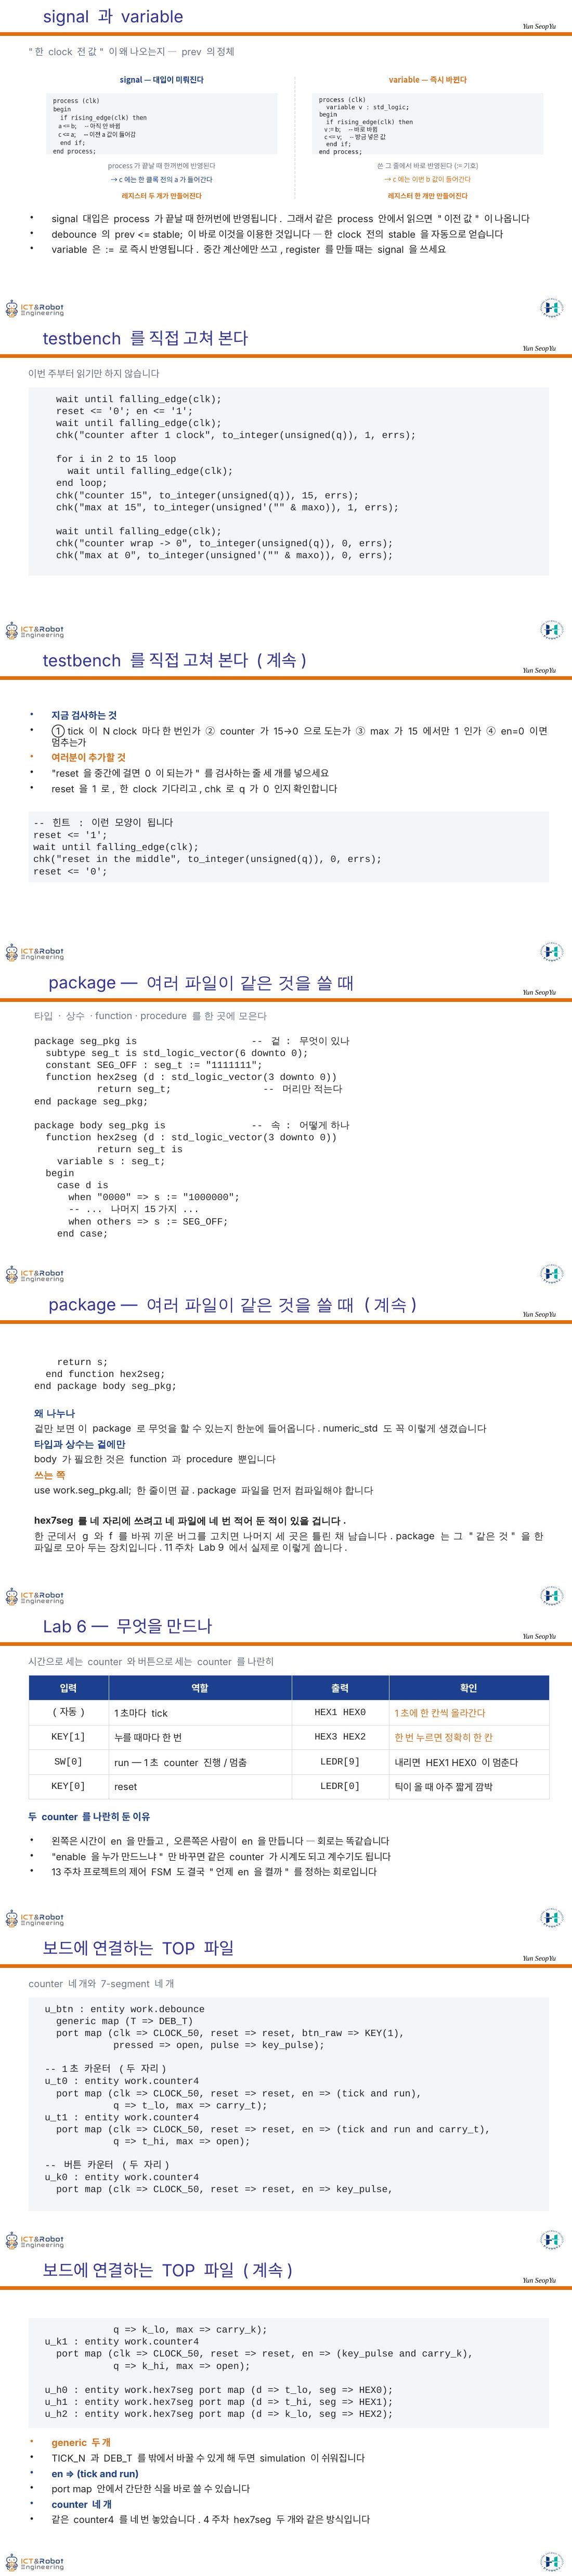 signal 과 variable
Yun SeopYu
"한 clock 전 값" 이 왜 나오는지 — prev 의 정체
signal — 대입이 미뤄진다
process (clk)
begin
  if rising_edge(clk) then
    a <= b;    -- 아직 안 바뀜
    c <= a;    -- 이전 a 값이 들어감
  end if;
end process;
process 가 끝날 때 한꺼번에 반영된다
→ c 에는 한 클록 전의 a 가 들어간다
레지스터 두 개가 만들어진다
variable — 즉시 바뀐다
process (clk)
  variable v : std_logic;
begin
  if rising_edge(clk) then
    v := b;    -- 바로 바뀜
    c <= v;    -- 방금 넣은 값
  end if;
end process;
쓴 그 줄에서 바로 반영된다 (:= 기호)
→ c 에는 이번 b 값이 들어간다
레지스터 한 개만 만들어진다
• signal 대입은 process 가 끝날 때 한꺼번에 반영됩니다 . 그래서 같은 process 안에서 읽으면 "이전 값" 이 나옵니다
• debounce 의 prev <= stable; 이 바로 이것을 이용한 것입니다 — 한 clock 전의 stable 을 자동으로 얻습니다
• variable 은 := 로 즉시 반영됩니다 . 중간 계산에만 쓰고 , register 를 만들 때는 signal 을 쓰세요
ICT&Robot
Engineering
testbench 를 직접 고쳐 본다
Yun SeopYu
이번 주부터 읽기만 하지 않습니다
wait until falling_edge(clk);
reset <= '0'; en <= '1';
wait until falling_edge(clk);
chk("counter after 1 clock", to_integer(unsigned(q)), 1, errs);
for i in 2 to 15 loop
  wait until falling_edge(clk);
end loop;
chk("counter 15", to_integer(unsigned(q)), 15, errs);
chk("max at 15", to_integer(unsigned'("" & maxo)), 1, errs);
wait until falling_edge(clk);
chk("counter wrap -> 0", to_integer(unsigned(q)), 0, errs);
chk("max at 0", to_integer(unsigned'("" & maxo)), 0, errs);
ICT&Robot
Engineering
testbench 를 직접 고쳐 본다 ( 계속 )
Yun SeopYu
• 지금 검사하는 것
• ① tick 이 N clock 마다 한 번인가 ② counter 가 15→0 으로 도는가 ③ max 가 15 에서만 1 인가 ④ en=0 이면
멈추는가
• 여러분이 추가할 것
• "reset 을 중간에 걸면 0 이 되는가 " 를 검사하는 줄 세 개를 넣으세요
• reset 을 1 로 , 한 clock 기다리고 , chk 로 q 가 0 인지 확인합니다
-- 힌트 : 이런 모양이 됩니다
reset <= '1';
wait until falling_edge(clk);
chk("reset in the middle", to_integer(unsigned(q)), 0, errs);
reset <= '0';
ICT&Robot
Engineering
package — 여러 파일이 같은 것을 쓸 때
Yun SeopYu
타입 · 상수 · function · procedure 를 한 곳에 모은다
package seg_pkg is                    -- 겉 : 무엇이 있나
  subtype seg_t is std_logic_vector(6 downto 0);
  constant SEG_OFF : seg_t := "1111111";
  function hex2seg (d : std_logic_vector(3 downto 0))
           return seg_t;                -- 머리만 적는다
end package seg_pkg;
package body seg_pkg is               -- 속 : 어떻게 하나
  function hex2seg (d : std_logic_vector(3 downto 0))
           return seg_t is
    variable s : seg_t;
  begin
    case d is
      when "0000" => s := "1000000";
      -- ... 나머지 15 가지 ...
      when others => s := SEG_OFF;
    end case;
ICT&Robot
Engineering
package — 여러 파일이 같은 것을 쓸 때 ( 계속 )
Yun SeopYu
    return s;
  end function hex2seg;
end package body seg_pkg;
왜 나누나
겉만 보면 이 package 로 무엇을 할 수 있는지 한눈에 들어옵니다 . numeric_std 도 꼭 이렇게 생겼습니다
타입과 상수는 겉에만
body 가 필요한 것은 function 과 procedure 뿐입니다
쓰는 쪽
use work.seg_pkg.all; 한 줄이면 끝 . package 파일을 먼저 컴파일해야 합니다
hex7seg 를 네 자리에 쓰려고 네 파일에 네 번 적어 둔 적이 있을 겁니다 .
한 군데서 g 와 f 를 바꿔 끼운 버그를 고치면 나머지 세 곳은 틀린 채 남습니다 . package 는 그 "같은 것 " 을 한
파일로 모아 두는 장치입니다 . 11 주차 Lab 9 에서 실제로 이렇게 씁니다 .
ICT&Robot
Engineering
Lab 6 — 무엇을 만드나
Yun SeopYu
시간으로 세는 counter 와 버튼으로 세는 counter 를 나란히
입력 역할 출력 확인
( 자동 ) 1 초마다 tick HEX1 HEX0 1 초에 한 칸씩 올라간다
KEY[1] 누를 때마다 한 번 HEX3 HEX2 한 번 누르면 정확히 한 칸
SW[0] run — 1 초 counter 진행 / 멈춤 LEDR[9] 내리면 HEX1 HEX0 이 멈춘다
KEY[0] reset LEDR[0] 틱이 올 때 아주 짧게 깜박
두 counter 를 나란히 둔 이유
• 왼쪽은 시간이 en 을 만들고 , 오른쪽은 사람이 en 을 만듭니다 — 회로는 똑같습니다
• "enable 을 누가 만드느냐 " 만 바꾸면 같은 counter 가 시계도 되고 계수기도 됩니다
• 13 주차 프로젝트의 제어 FSM 도 결국 "언제 en 을 켤까 " 를 정하는 회로입니다
ICT&Robot
Engineering
보드에 연결하는 TOP 파일
Yun SeopYu
counter 네 개와 7-segment 네 개
u_btn : entity work.debounce
  generic map (T => DEB_T)
  port map (clk => CLOCK_50, reset => reset, btn_raw => KEY(1),
            pressed => open, pulse => key_pulse);
-- 1 초 카운터 ( 두 자리 )
u_t0 : entity work.counter4
  port map (clk => CLOCK_50, reset => reset, en => (tick and run),
            q => t_lo, max => carry_t);
u_t1 : entity work.counter4
  port map (clk => CLOCK_50, reset => reset, en => (tick and run and carry_t),
            q => t_hi, max => open);
-- 버튼 카운터 ( 두 자리 )
u_k0 : entity work.counter4
  port map (clk => CLOCK_50, reset => reset, en => key_pulse,
ICT&Robot
Engineering
보드에 연결하는 TOP 파일 ( 계속 )
Yun SeopYu
            q => k_lo, max => carry_k);
u_k1 : entity work.counter4
  port map (clk => CLOCK_50, reset => reset, en => (key_pulse and carry_k),
            q => k_hi, max => open);
u_h0 : entity work.hex7seg port map (d => t_lo, seg => HEX0);
u_h1 : entity work.hex7seg port map (d => t_hi, seg => HEX1);
u_h2 : entity work.hex7seg port map (d => k_lo, seg => HEX2);
• generic 두 개
• TICK_N 과 DEB_T 를 밖에서 바꿀 수 있게 해 두면 simulation 이 쉬워집니다
• en => (tick and run)
• port map 안에서 간단한 식을 바로 쓸 수 있습니다
• counter 네 개
• 같은 counter4 를 네 번 놓았습니다 . 4 주차 hex7seg 두 개와 같은 방식입니다
ICT&Robot
Engineering